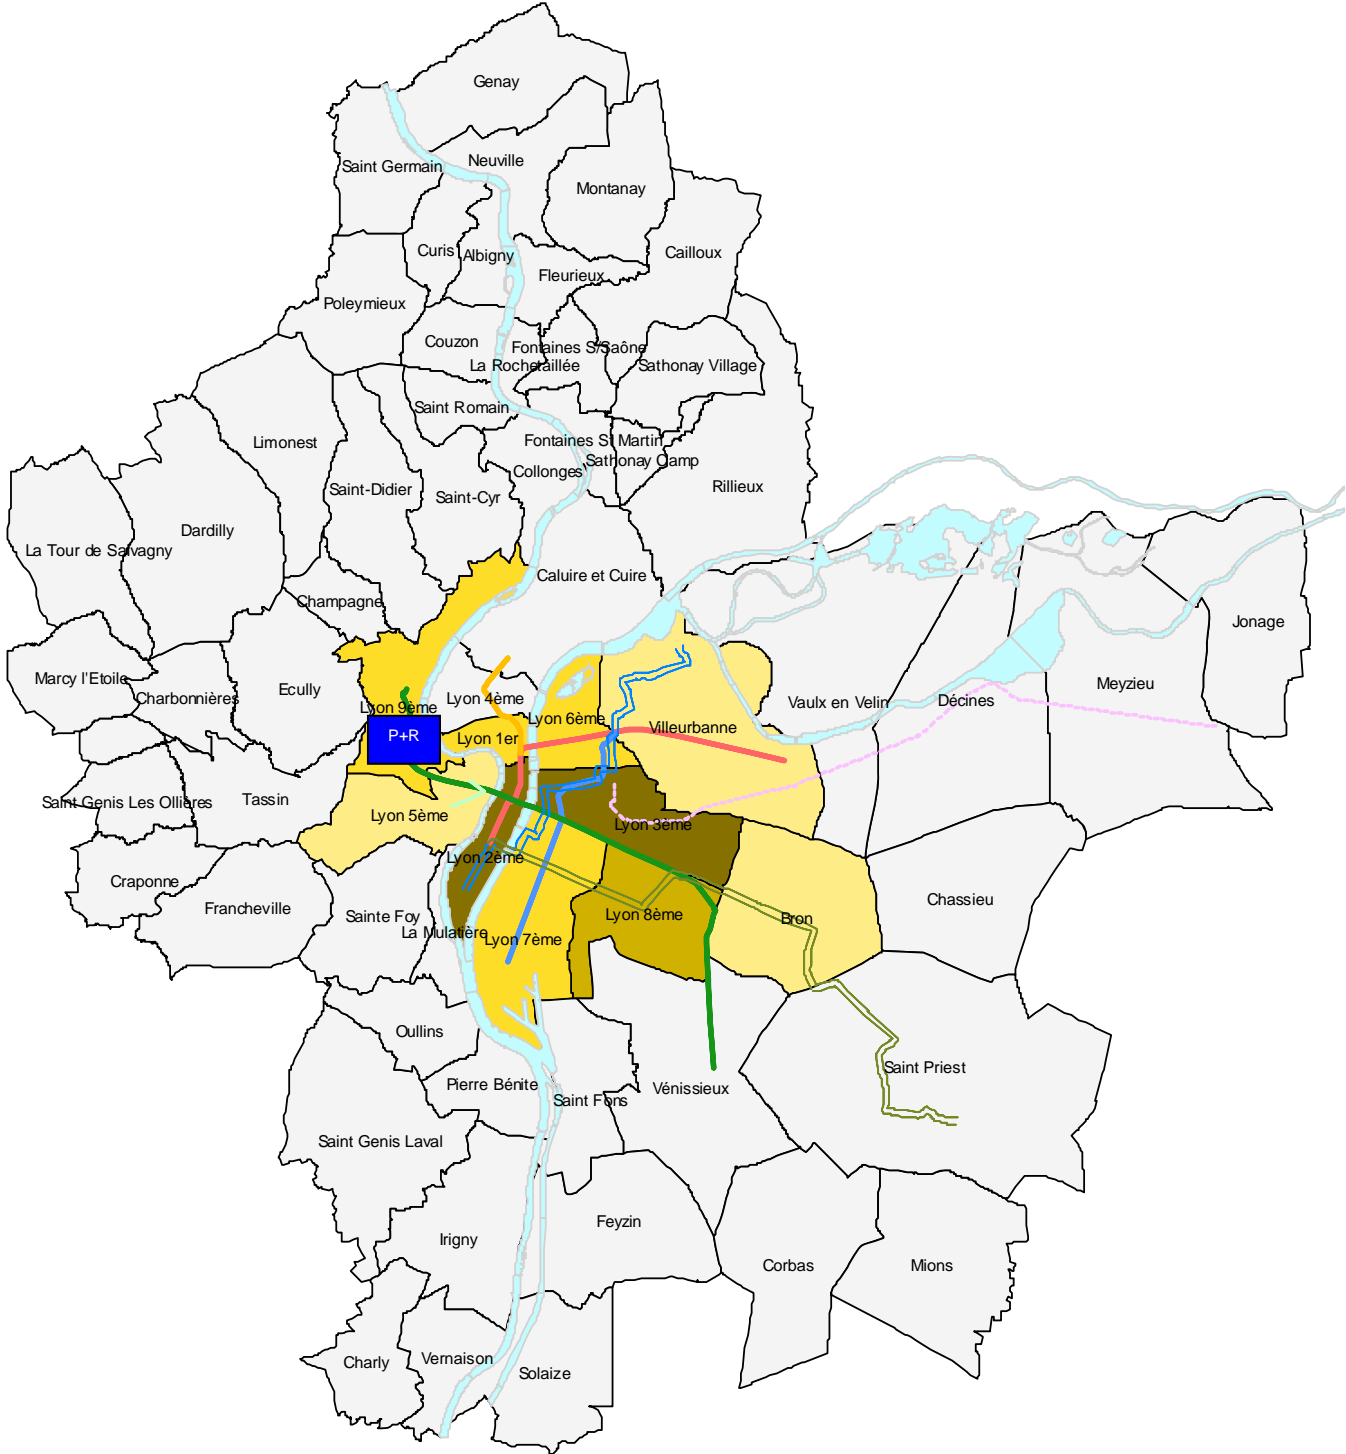 Genay
Neuville
Saint Germain
Montanay
Curis
Albigny
Cailloux
Fleurieux
Poleymieux
Couzon
Fontaines S/Saône
La Rochetaillée
Sathonay Village
Saint Romain
Limonest
Fontaines St Martin
Sathonay Camp
Collonges
Saint-Didier
Saint-Cyr
Rillieux
Dardilly
La Tour de Salvagny
Caluire et Cuire
Champagne
Jonage
Marcy l'Etoile
Charbonnières
Ecully
Lyon 4ème
Lyon 9ème
Meyzieu
Vaulx en Velin
Décines
Lyon 6ème
Villeurbanne
P+R
Lyon 1er
Saint Genis Les Ollières
Tassin
Lyon 5ème
Lyon 3ème
Lyon 2ème
Craponne
Francheville
Sainte Foy
Lyon 8ème
Bron
Chassieu
La Mulatière
Lyon 7ème
Oullins
Saint Priest
Pierre Bénite
Vénissieux
Saint Fons
Saint Genis Laval
Feyzin
Irigny
Corbas
Mions
Charly
Vernaison
Solaize